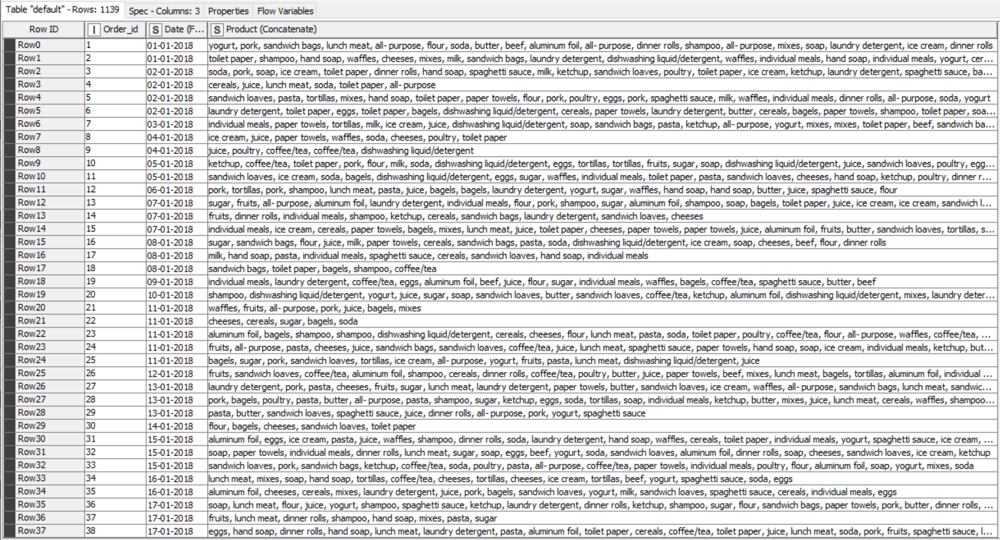 Table "default" - Rows: 1139 Spec - Columns: 3 Properties Flow Variables
Row ID I Order_id S Date (F... S Product (Concatenate)
Row0 1 01-01-2018 yogurt, pork, sandwich bags, lunch meat, all- purpose, flour, soda, butter, beef, aluminum foil, all- purpose, dinner rolls, shampoo, all- purpose, mixes, soap, laundry detergent, ice cream, dinner rolls
Row1 2 01-01-2018 toilet paper, shampoo, hand soap, waffles, cheeses, mixes, milk, sandwich bags, laundry detergent, dishwashing liquid/detergent, waffles, individual meals, hand soap, individual meals, yogurt, cer...
Row2 3 02-01-2018 soda, pork, soap, ice cream, toilet paper, dinner rolls, hand soap, spaghetti sauce, milk, ketchup, sandwich loaves, poultry, toilet paper, ice cream, ketchup, laundry detergent, spaghetti sauce, ba...
Row3 4 02-01-2018 cereals, juice, lunch meat, soda, toilet paper, all- purpose
Row4 5 02-01-2018 sandwich loaves, pasta, tortillas, mixes, hand soap, toilet paper, paper towels, flour, pork, poultry, eggs, pork, spaghetti sauce, milk, waffles, individual meals, dinner rolls, all- purpose, soda, yogurt
Row5 6 02-01-2018 laundry detergent, toilet paper, eggs, toilet paper, bagels, dishwashing liquid/detergent, cereals, paper towels, laundry detergent, butter, cereals, bagels, paper towels, shampoo, toilet paper, soa...
Row6 7 03-01-2018 individual meals, paper towels, tortillas, milk, ice cream, juice, dishwashing liquid/detergent, soap, sandwich bags, pasta, ketchup, all- purpose, yogurt, mixes, mixes, toilet paper, beef, sandwich ba...
Row7 8 04-01-2018 ice cream, juice, paper towels, waffles, soda, cheeses, poultry, toilet paper
Row8 9 04-01-2018 juice, poultry, coffee/tea, coffee/tea, dishwashing liquid/detergent
Row9 10 05-01-2018 ketchup, coffee/tea, toilet paper, pork, flour, milk, soda, dishwashing liquid/detergent, eggs, tortillas, tortillas, fruits, sugar, soap, dishwashing liquid/detergent, juice, sandwich loaves, poultry, egg...
Row10 11 05-01-2018 sandwich loaves, ice cream, soda, bagels, dishwashing liquid/detergent, eggs, sugar, waffles, individual meals, toilet paper, pasta, sandwich loaves, cheeses, hand soap, ketchup, poultry, dinner r...
Row11 12 06-01-2018 pork, tortillas, pork, shampoo, lunch meat, pasta, juice, bagels, bagels, laundry detergent, yogurt, sugar, waffles, hand soap, hand soap, butter, juice, spaghetti sauce, flour
Row12 13 07-01-2018 sugar, fruits, all- purpose, aluminum foil, laundry detergent, individual meals, flour, pork, shampoo, sugar, aluminum foil, shampoo, soap, bagels, toilet paper, juice, ice cream, ice cream, sandwich l...
Row13 14 07-01-2018 fruits, dinner rolls, individual meals, shampoo, ketchup, cereals, sandwich bags, laundry detergent, sandwich loaves, cheeses
Row14 15 07-01-2018 individual meals, ice cream, cereals, paper towels, bagels, mixes, lunch meat, juice, toilet paper, cheeses, paper towels, paper towels, juice, aluminum foil, fruits, butter, sandwich loaves, tortillas, s...
Row15 16 08-01-2018 sugar, sandwich bags, flour, juice, milk, paper towels, cereals, sandwich bags, pasta, soda, dishwashing liquid/detergent, ice cream, soap, cheeses, beef, flour, dinner rolls
Row16 17 08-01-2018 milk, hand soap, pasta, individual meals, spaghetti sauce, cereals, sandwich loaves, hand soap, individual meals
Row17 18 08-01-2018 sandwich bags, toilet paper, bagels, shampoo, coffee/tea
Row18 19 09-01-2018 individual meals, laundry detergent, coffee/tea, eggs, aluminum foil, beef, juice, flour, sugar, individual meals, waffles, bagels, coffee/tea, spaghetti sauce, butter, beef
Row19 20 10-01-2018 shampoo, dishwashing liquid/detergent, yogurt, juice, sugar, soap, sandwich loaves, butter, sandwich loaves, coffee/tea, ketchup, aluminum foil, dishwashing liquid/detergent, mixes, laundry deter...
Row20 21 11-01-2018 waffles, fruits, all- purpose, pork, juice, bagels, mixes
Row21 22 11-01-2018 cheeses, cereals, sugar, bagels, soda
Row22 23 11-01-2018 aluminum foil, bagels, shampoo, shampoo, dishwashing liquid/detergent, cereals, cheeses, flour, lunch meat, pasta, soda, toilet paper, poultry, coffee/tea, flour, all- purpose, waffles, coffee/tea, ...
Row23 24 11-01-2018 fruits, all- purpose, pasta, cheeses, juice, sandwich bags, sandwich loaves, coffee/tea, juice, lunch meat, spaghetti sauce, paper towels, hand soap, soap, ice cream, individual meals, ketchup, but...
Row24 25 11-01-2018 bagels, sugar, pork, sandwich loaves, tortillas, ice cream, all- purpose, yogurt, fruits, pasta, lunch meat, dishwashing liquid/detergent, juice
Row25 26 12-01-2018 fruits, sandwich loaves, coffee/tea, aluminum foil, shampoo, cereals, dinner rolls, coffee/tea, poultry, butter, juice, paper towels, beef, mixes, lunch meat, bagels, tortillas, aluminum foil, individual ...
Row26 27 13-01-2018 laundry detergent, pork, pasta, cheeses, fruits, sugar, lunch meat, laundry detergent, paper towels, butter, sandwich loaves, ice cream, waffles, all- purpose, sandwich bags, lunch meat, sandwic...
Row27 28 13-01-2018 pork, bagels, poultry, pasta, butter, all- purpose, pasta, shampoo, sugar, ketchup, eggs, soda, tortillas, soap, individual meals, ketchup, butter, mixes, juice, lunch meat, cereals, waffles, shampoo...
Row28 29 13-01-2018 pasta, butter, sandwich loaves, spaghetti sauce, juice, dinner rolls, all- purpose, pork, yogurt, spaghetti sauce
Row29 30 14-01-2018 flour, bagels, cheeses, sandwich loaves, toilet paper
Row30 31 15-01-2018 aluminum foil, eggs, ice cream, pasta, juice, waffles, shampoo, dinner rolls, soda, laundry detergent, hand soap, waffles, cereals, toilet paper, individual meals, yogurt, spaghetti sauce, ice cream, ...
Row31 32 15-01-2018 soap, paper towels, individual meals, dinner rolls, lunch meat, sugar, soap, eggs, beef, yogurt, soda, sandwich loaves, aluminum foil, dinner rolls, soap, cheeses, sandwich loaves, ice cream, ketchup
Row32 33 15-01-2018 sandwich loaves, pork, sandwich bags, ketchup, coffee/tea, soda, poultry, pasta, all- purpose, coffee/tea, paper towels, individual meals, poultry, flour, aluminum foil, soap, yogurt, mixes, soda
Row33 34 16-01-2018 lunch meat, mixes, soap, hand soap, tortillas, coffee/tea, cheeses, tortillas, cheeses, ice cream, tortillas, beef, yogurt, spaghetti sauce, soda, eggs
Row34 35 16-01-2018 aluminum foil, cheeses, cereals, mixes, laundry detergent, juice, pork, bagels, sandwich loaves, yogurt, milk, sandwich loaves, spaghetti sauce, cereals, individual meals, eggs
Row35 36 17-01-2018 soap, lunch meat, flour, juice, yogurt, shampoo, spaghetti sauce, ketchup, laundry detergent, dinner rolls, ketchup, shampoo, sugar, flour, sandwich bags, paper towels, pork, butter, dinner rolls, ...
Row36 37 17-01-2018 fruits, lunch meat, dinner rolls, shampoo, hand soap, mixes, pasta, sugar
Row37 38 17-01-2018 eggs, hand soap, dinner rolls, hand soap, lunch meat, laundry detergent, pasta, aluminum foil, toilet paper, cereals, coffee/tea, toilet paper, juice, lunch meat, soda, pork, fruits, spaghetti sauce, l...